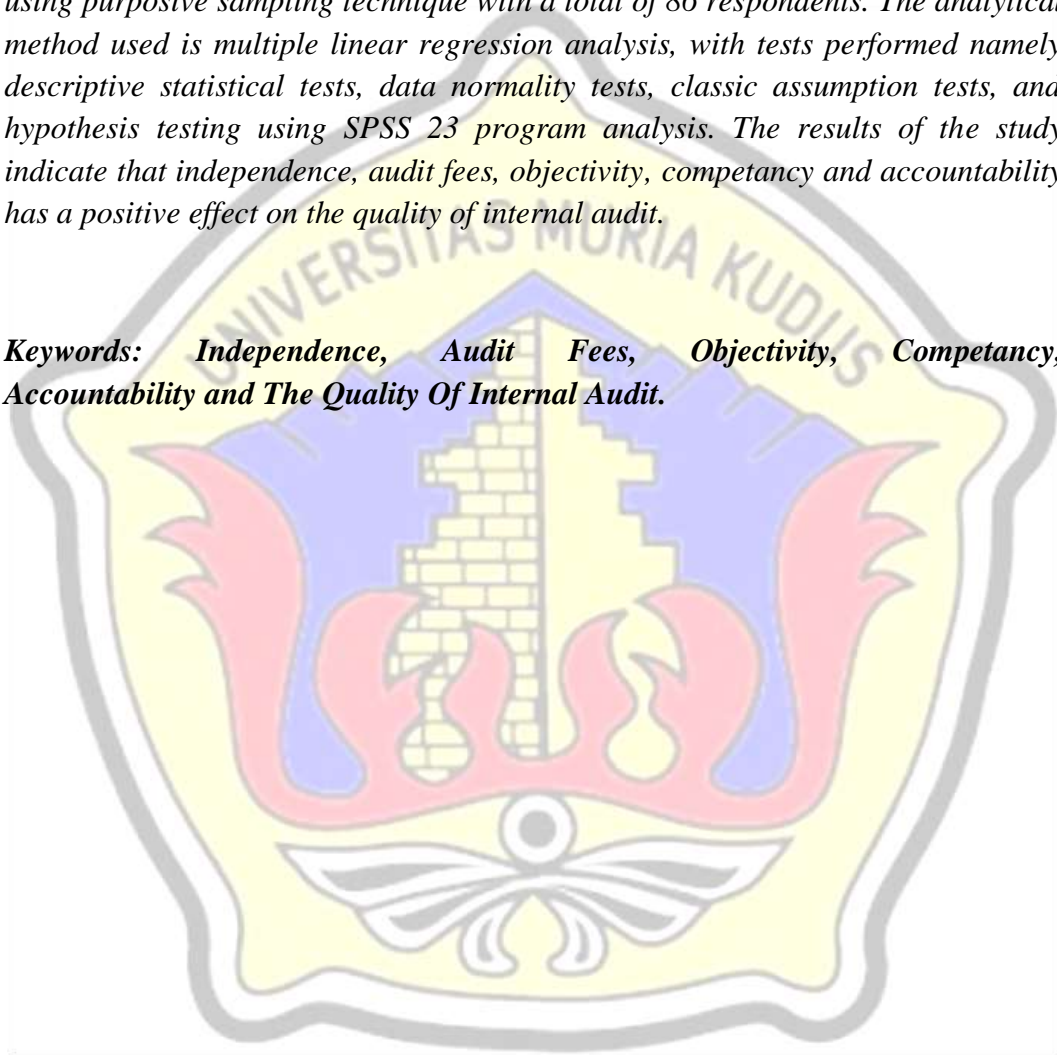 using purposive sampling technique with a total of 86 respondents. The analytical
method used is multiple linear regression analysis, with tests performed namely
descriptive statistical tests, data normality tests, classic assumption tests, and
hypothesis testing using SPSS 23 program analysis. The results of the study
indicate that independence, audit fees, objectivity, competancy and accountability
has a positive effect on the quality of internal audit.
UNIVERSITAS MURIA KUDUS
Keywords: Independence, Audit Fees, Objectivity, Competancy,
Accountability and The Quality Of Internal Audit.